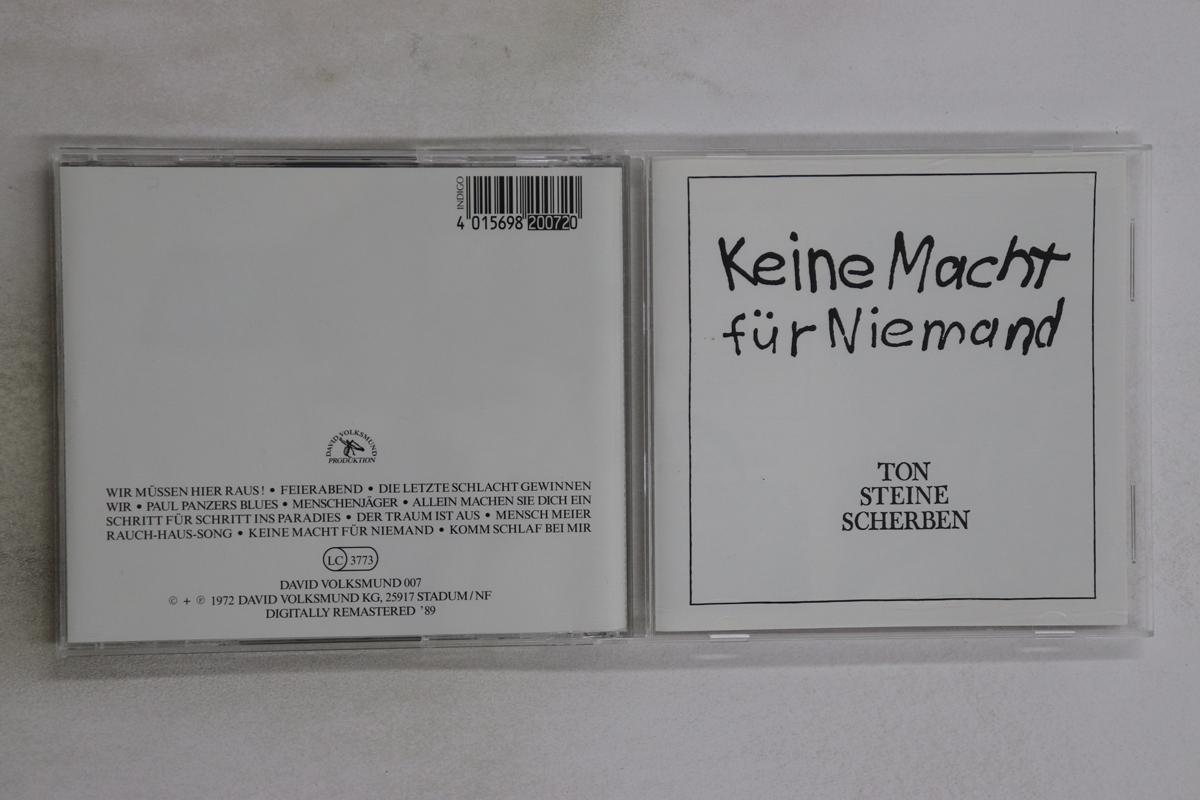 INDIGO
4 015698 200720
DAVID VOLKSMUND
PRODUKTION
WIR MÜSSEN HIER RAUS! • FEIERABEND • DIE LETZTE SCHLACHT GEWINNEN
WIR • PAUL PANZERS BLUES • MENSCHENJÄGER • ALLEIN MACHEN SIE DICH EIN
SCHRITT FÜR SCHRITT INS PARADIES • DER TRAUM IST AUS • MENSCH MEIER
RAUCH-HAUS-SONG • KEINE MACHT FÜR NIEMAND • KOMM SCHLAF BEI MIR
LC 3773
DAVID VOLKSMUND 007
© + ℗ 1972 DAVID VOLKSMUND KG, 25917 STADUM/NF
DIGITALLY REMASTERED '89
Keine Macht
für Niemand
TON
STEINE
SCHERBEN